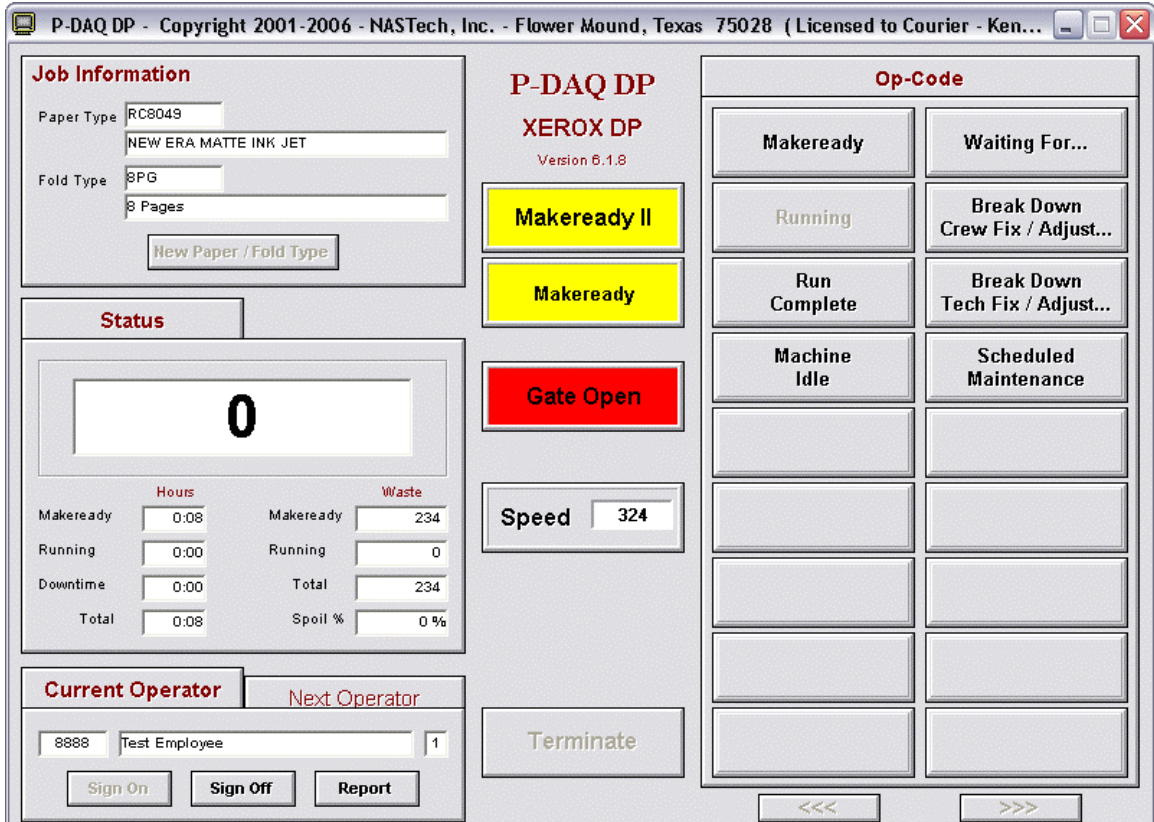 P-DAQ DP - Copyright 2001-2006 - NASTech, Inc. - Flower Mound, Texas 75028 ( Licensed to Courier - Ken...
Job Information
Paper Type RC8049
NEW ERA MATTE INK JET
Fold Type 8PG
8 Pages
New Paper / Fold Type
Status
0
Hours Waste
Makeready 0:08 Makeready 234
Running 0:00 Running 0
Downtime 0:00 Total 234
Total 0:08 Spoil % 0 %
Current Operator Next Operator
8888 Test Employee 1
Sign On Sign Off Report
P-DAQ DP
XEROX DP
Version 6.1.8
Makeready II
Makeready
Gate Open
Speed 324
Terminate
Op-Code
Makeready Waiting For...
Running Break Down
Crew Fix / Adjust...
Run
Complete Break Down
Tech Fix / Adjust...
Machine
Idle Scheduled
Maintenance
<<< >>>